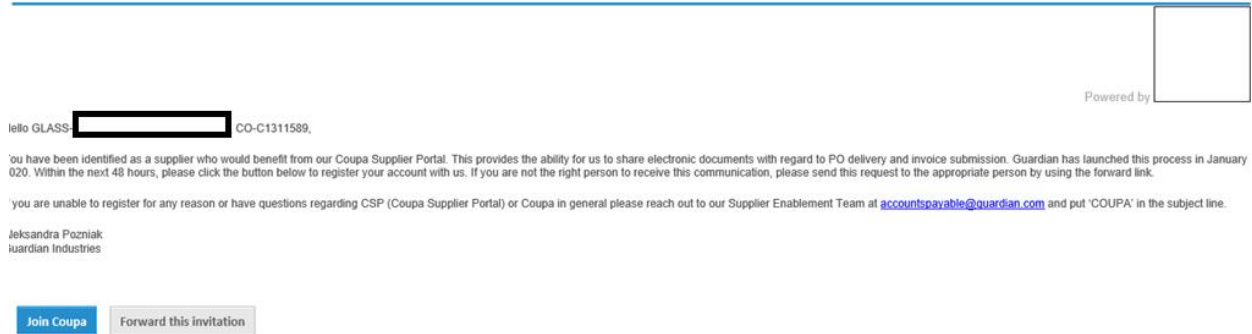 Powered by
ello GLASS- CO-C1311589,
ou have been identified as a supplier who would benefit from our Coupa Supplier Portal. This provides the ability for us to share electronic documents with regard to PO delivery and invoice submission. Guardian has launched this process in January
020. Within the next 48 hours, please click the button below to register your account with us. If you are not the right person to receive this communication, please send this request to the appropriate person by using the forward link.
you are unable to register for any reason or have questions regarding CSP (Coupa Supplier Portal) or Coupa in general please reach out to our Supplier Enablement Team at accountspayable@guardian.com and put 'COUPA' in the subject line.
leksandra Pozniak
uardian Industries
Join Coupa Forward this invitation